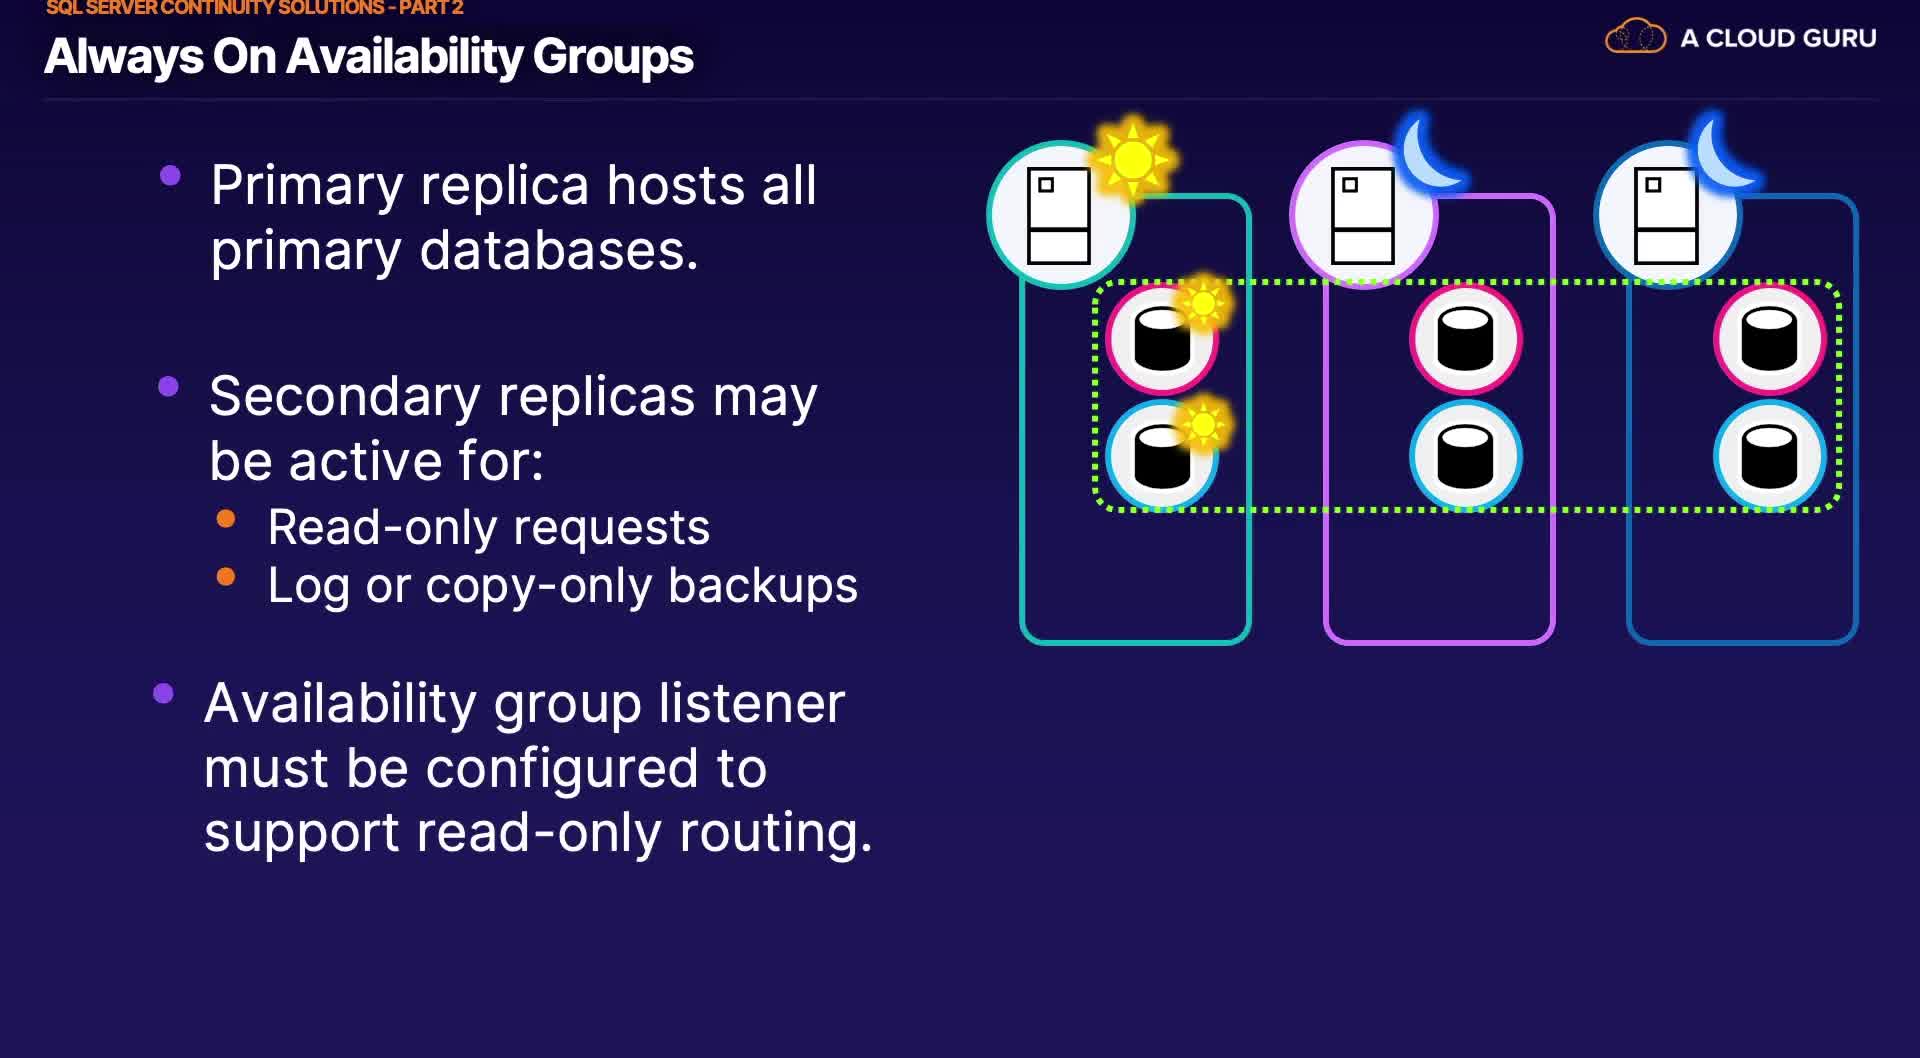 SQL SERVER CONTINUITY SOLUTIONS - PART 2
Always On Availability Groups
A CLOUD GURU
Primary replica hosts all
primary databases.
Secondary replicas may
be active for:
Read-only requests
Log or copy-only backups
Availability group listener
must be configured to
support read-only routing.